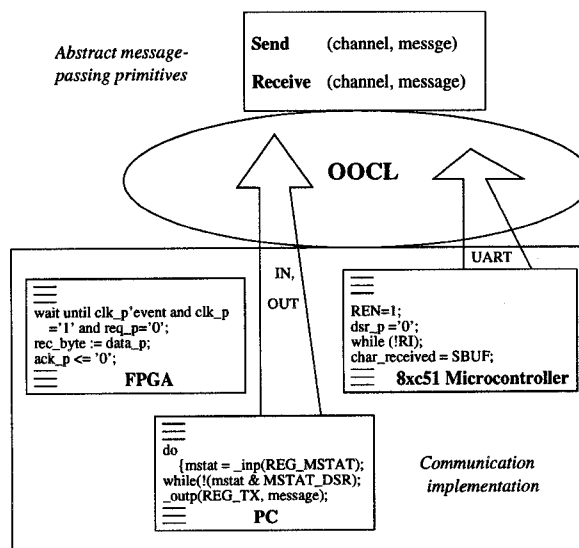 Abstract message-
passing primitives
Send (channel, messge)
Receive (channel, message)
OOCL
IN,
OUT
UART
wait until clk_p'event and clk_p
='1' and req_p='0';
rec_byte := data_p;
ack_p <= '0';
FPGA
REN=1;
dsr_p ='0';
while (!RI);
char_received = SBUF;
8xc51 Microcontroller
do
{mstat = _inp(REG_MSTAT);
while(!(mstat & MSTAT_DSR);
_outp(REG_TX, message);
PC
Communication
implementation